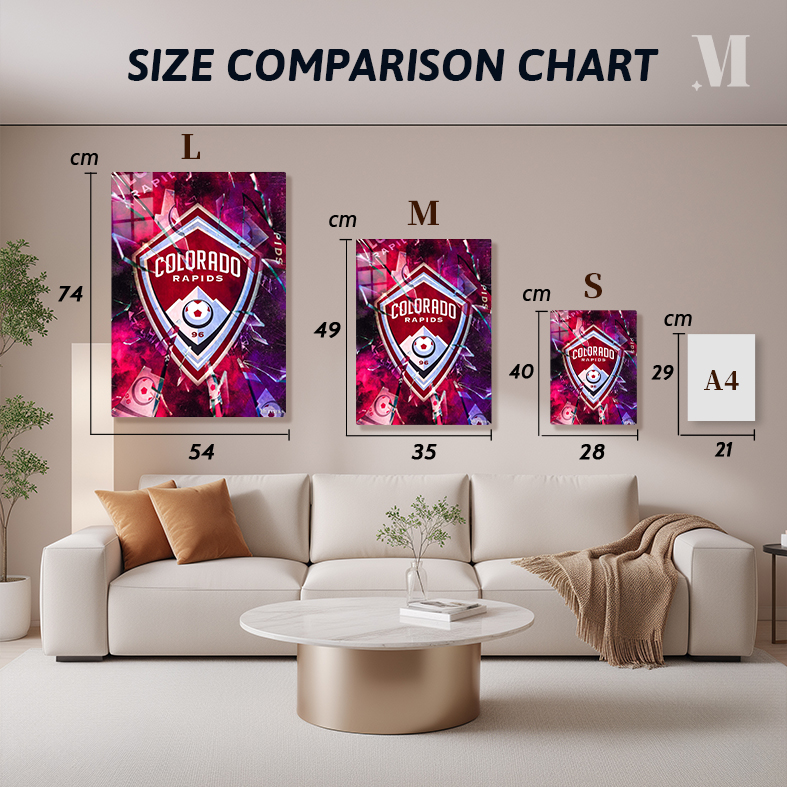 SIZE COMPARISON CHART
M
cm
L
74
54
COLORADO
RAPIDS
96
cm
M
49
35
COLORADO
RAPIDS
96
cm
S
40
28
COLORADO
RAPIDS
cm
29
A4
21